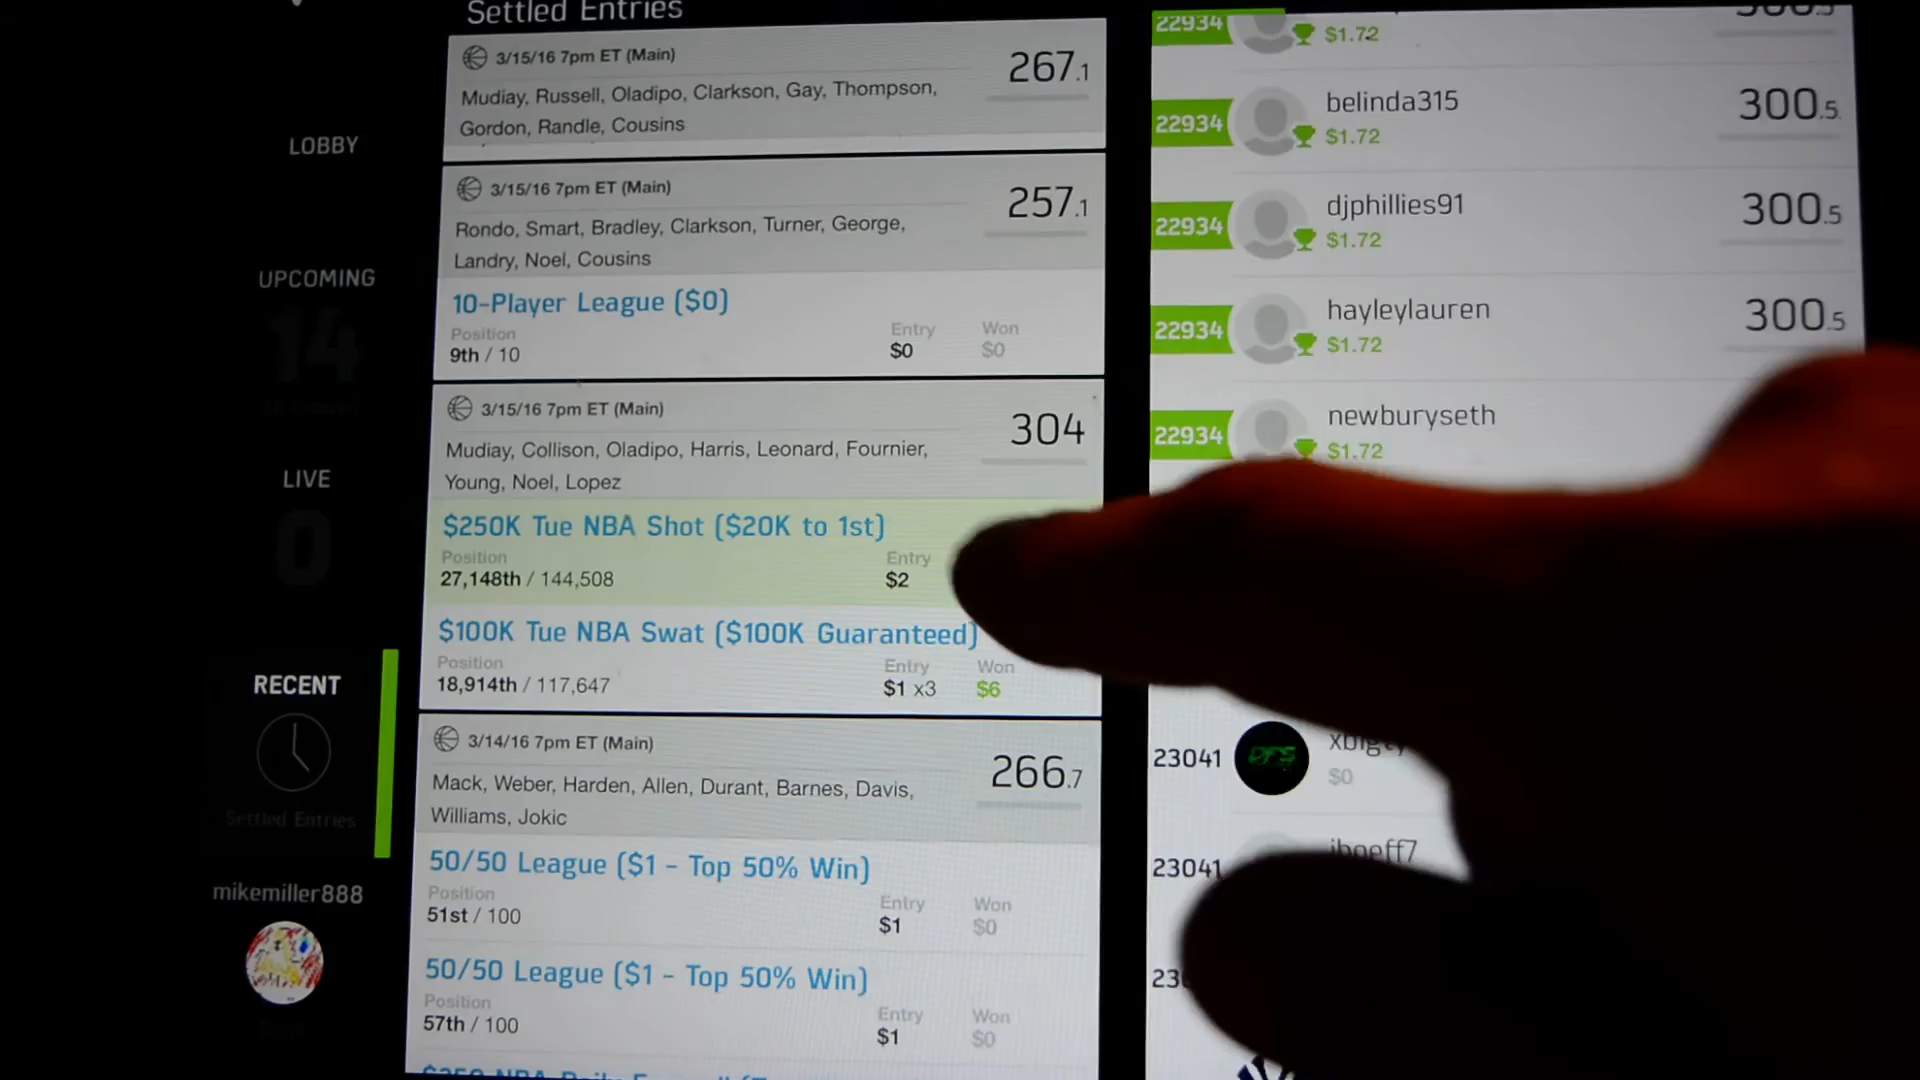 Settled Entries
3/15/16 7pm ET (Main)
267.1
Mudiay, Russell, Oladipo, Clarkson, Gay, Thompson,
Gordon, Randle, Cousins
3/15/16 7pm ET (Main)
257.1
Rondo, Smart, Bradley, Clarkson, Turner, George,
Landry, Noel, Cousins
10-Player League ($0)
Position
9th / 10
Entry
$0
Won
$0
3/15/16 7pm ET (Main)
304
Mudiay, Collison, Oladipo, Harris, Leonard, Fournier,
Young, Noel, Lopez
$250K Tue NBA Shot ($20K to 1st)
Position
27,148th / 144,508
Entry
$2
$100K Tue NBA Swat ($100K Guaranteed)
Position
18,914th / 117,647
Entry
$1 x3
Won
$6
3/14/16 7pm ET (Main)
266.7
Mack, Weber, Harden, Allen, Durant, Barnes, Davis,
Williams, Jokic
50/50 League ($1 - Top 50% Win)
Position
51st / 100
Entry
$1
Won
$0
50/50 League ($1 - Top 50% Win)
Position
57th / 100
Entry
$1
Won
$0
LOBBY
UPCOMING
14
LIVE
0
RECENT
Settled Entries
mikemiller888
22934
$1.72
300.5
22934
belinda315
$1.72
300.5
22934
djphillies91
$1.72
300.5
22934
hayleylauren
$1.72
300.5
22934
newburyseth
$1.72
23041
DFS
$0
23041